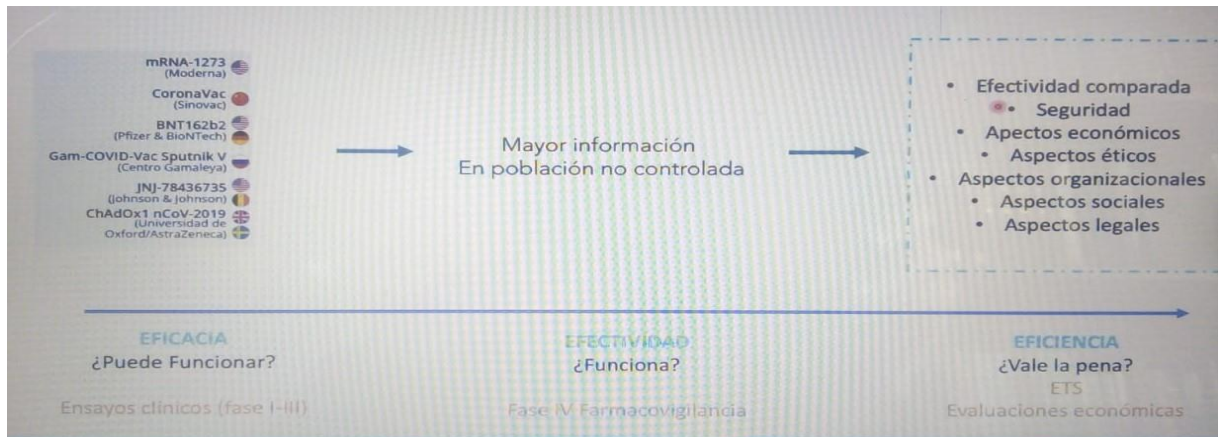 mRNA-1273
(Moderna)
CoronaVac
(Sinovac)
BNT162b2
(Pfizer & BioNTech)
Gam-COVID-Vac Sputnik V
(Centro Gamaleya)
JNJ-78436735
(Johnson & Johnson)
ChAdOx1 nCoV-2019
(Universidad de
Oxford/AstraZeneca)
Mayor información
En población no controlada
• Efectividad comparada
• Seguridad
• Apectos económicos
• Aspectos éticos
• Aspectos organizacionales
• Aspectos sociales
• Aspectos legales
EFICACIA
¿Puede Funcionar?
Ensayos clínicos (fase I-III)
EFECTIVIDAD
¿Funciona?
Fase IV Farmacovigilancia
EFICIENCIA
¿Vale la pena?
ETS
Evaluaciones económicas